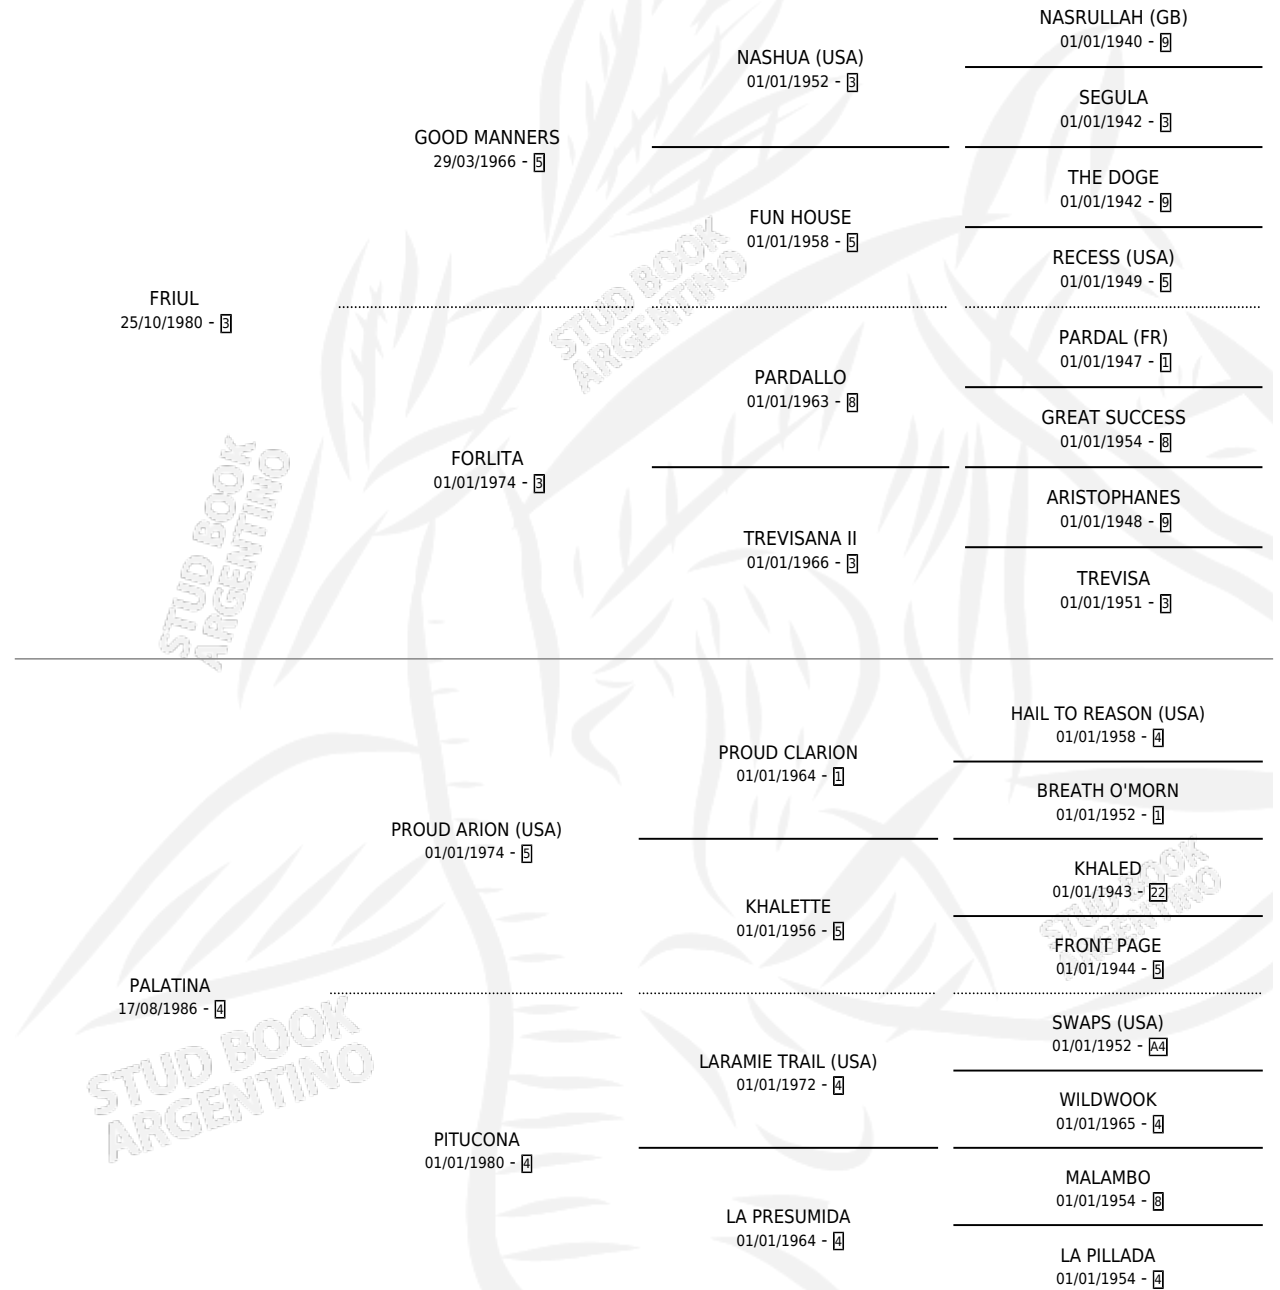 NASRULLAH (GB)
01/01/1940 - 9
NASHUA (USA)
01/01/1952 - 3
SEGULA
01/01/1942 - 3
GOOD MANNERS
29/03/1966 - 5
THE DOGE
01/01/1942 - 9
FUN HOUSE
01/01/1958 - 5
RECESS (USA)
01/01/1949 - 5
FRIUL
25/10/1980 - 3
PARDAL (FR)
01/01/1947 - 1
PARDALLO
01/01/1963 - 8
GREAT SUCCESS
01/01/1954 - 8
FORLITA
01/01/1974 - 3
ARISTOPHANES
01/01/1948 - 9
TREVISANA II
01/01/1966 - 3
TREVISA
01/01/1951 - 3
HAIL TO REASON (USA)
01/01/1958 - 4
PROUD CLARION
01/01/1964 - 1
BREATH O'MORN
01/01/1952 - 1
PROUD ARION (USA)
01/01/1974 - 5
KHALED
01/01/1943 - 22
KHALETTE
01/01/1956 - 5
FRONT PAGE
01/01/1944 - 5
PALATINA
17/08/1986 - 4
SWAPS (USA)
01/01/1952 - A4
LARAMIE TRAIL (USA)
01/01/1972 - 4
WILDWOOK
01/01/1965 - 4
PITUCONA
01/01/1980 - 4
MALAMBO
01/01/1954 - 8
LA PRESUMIDA
01/01/1964 - 4
LA PILLADA
01/01/1954 - 4
STUD BOOK
ARGENTINO
STUD BOOK
ARGENTINO
STUD BOOK
ARGENTINO
STUD BOOK
ARGENTINO